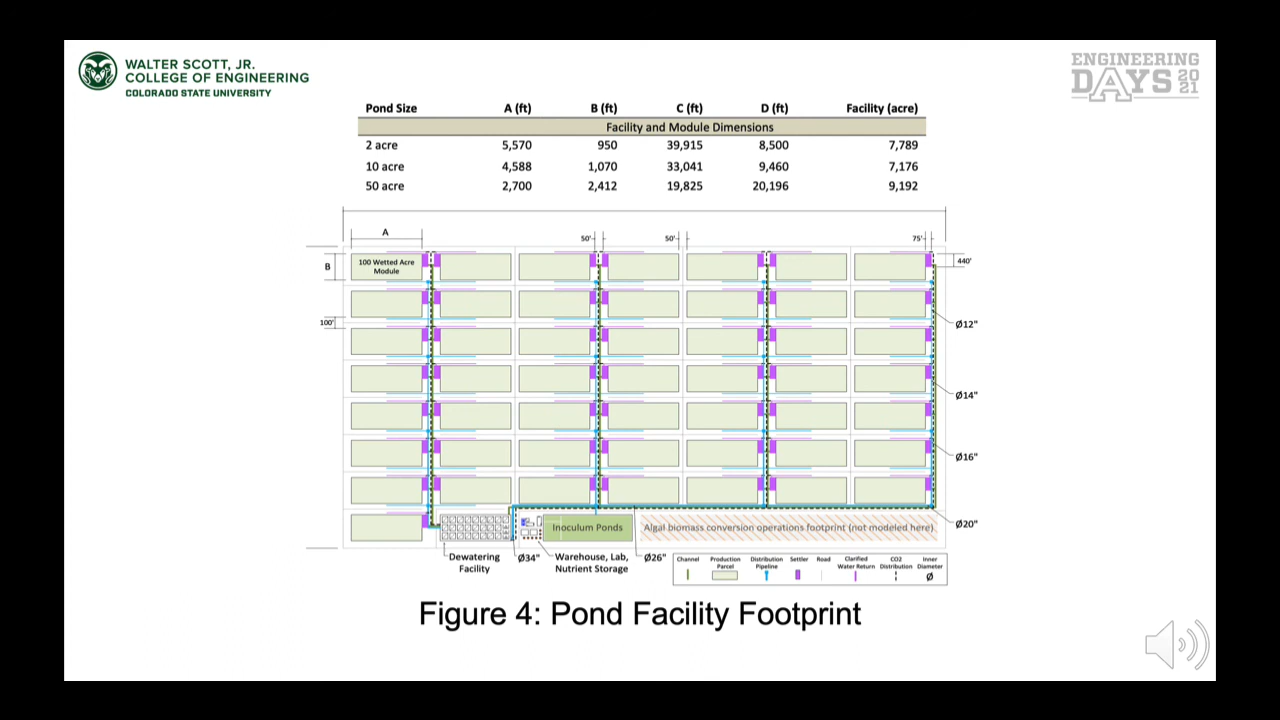 WALTER SCOTT, JR.
COLLEGE OF ENGINEERING
COLORADO STATE UNIVERSITY
ENGINEERING
DAYS 2021
Pond Size A (ft) B (ft) C (ft) D (ft) Facility (acre)
Facility and Module Dimensions
2 acre 5,570 950 39,915 8,500 7,789
10 acre 4,588 1,070 33,041 9,460 7,176
50 acre 2,700 2,412 19,825 20,196 9,192
A
50'
50'
75'
B
100 Wetted Acre
Module
440'
100'
Ø12"
Ø14"
Ø16"
Ø20"
Inoculum Ponds
Algal biomass conversion operations footprint (not modeled here)
Dewatering
Facility
Ø34"
Warehouse, Lab,
Nutrient Storage
Ø26"
Channel
Production
Parcel
Distribution
Pipeline
Settler
Road
Clarified
Water Return
CO2
Distribution
Inner
Diameter
Ø
Figure 4: Pond Facility Footprint